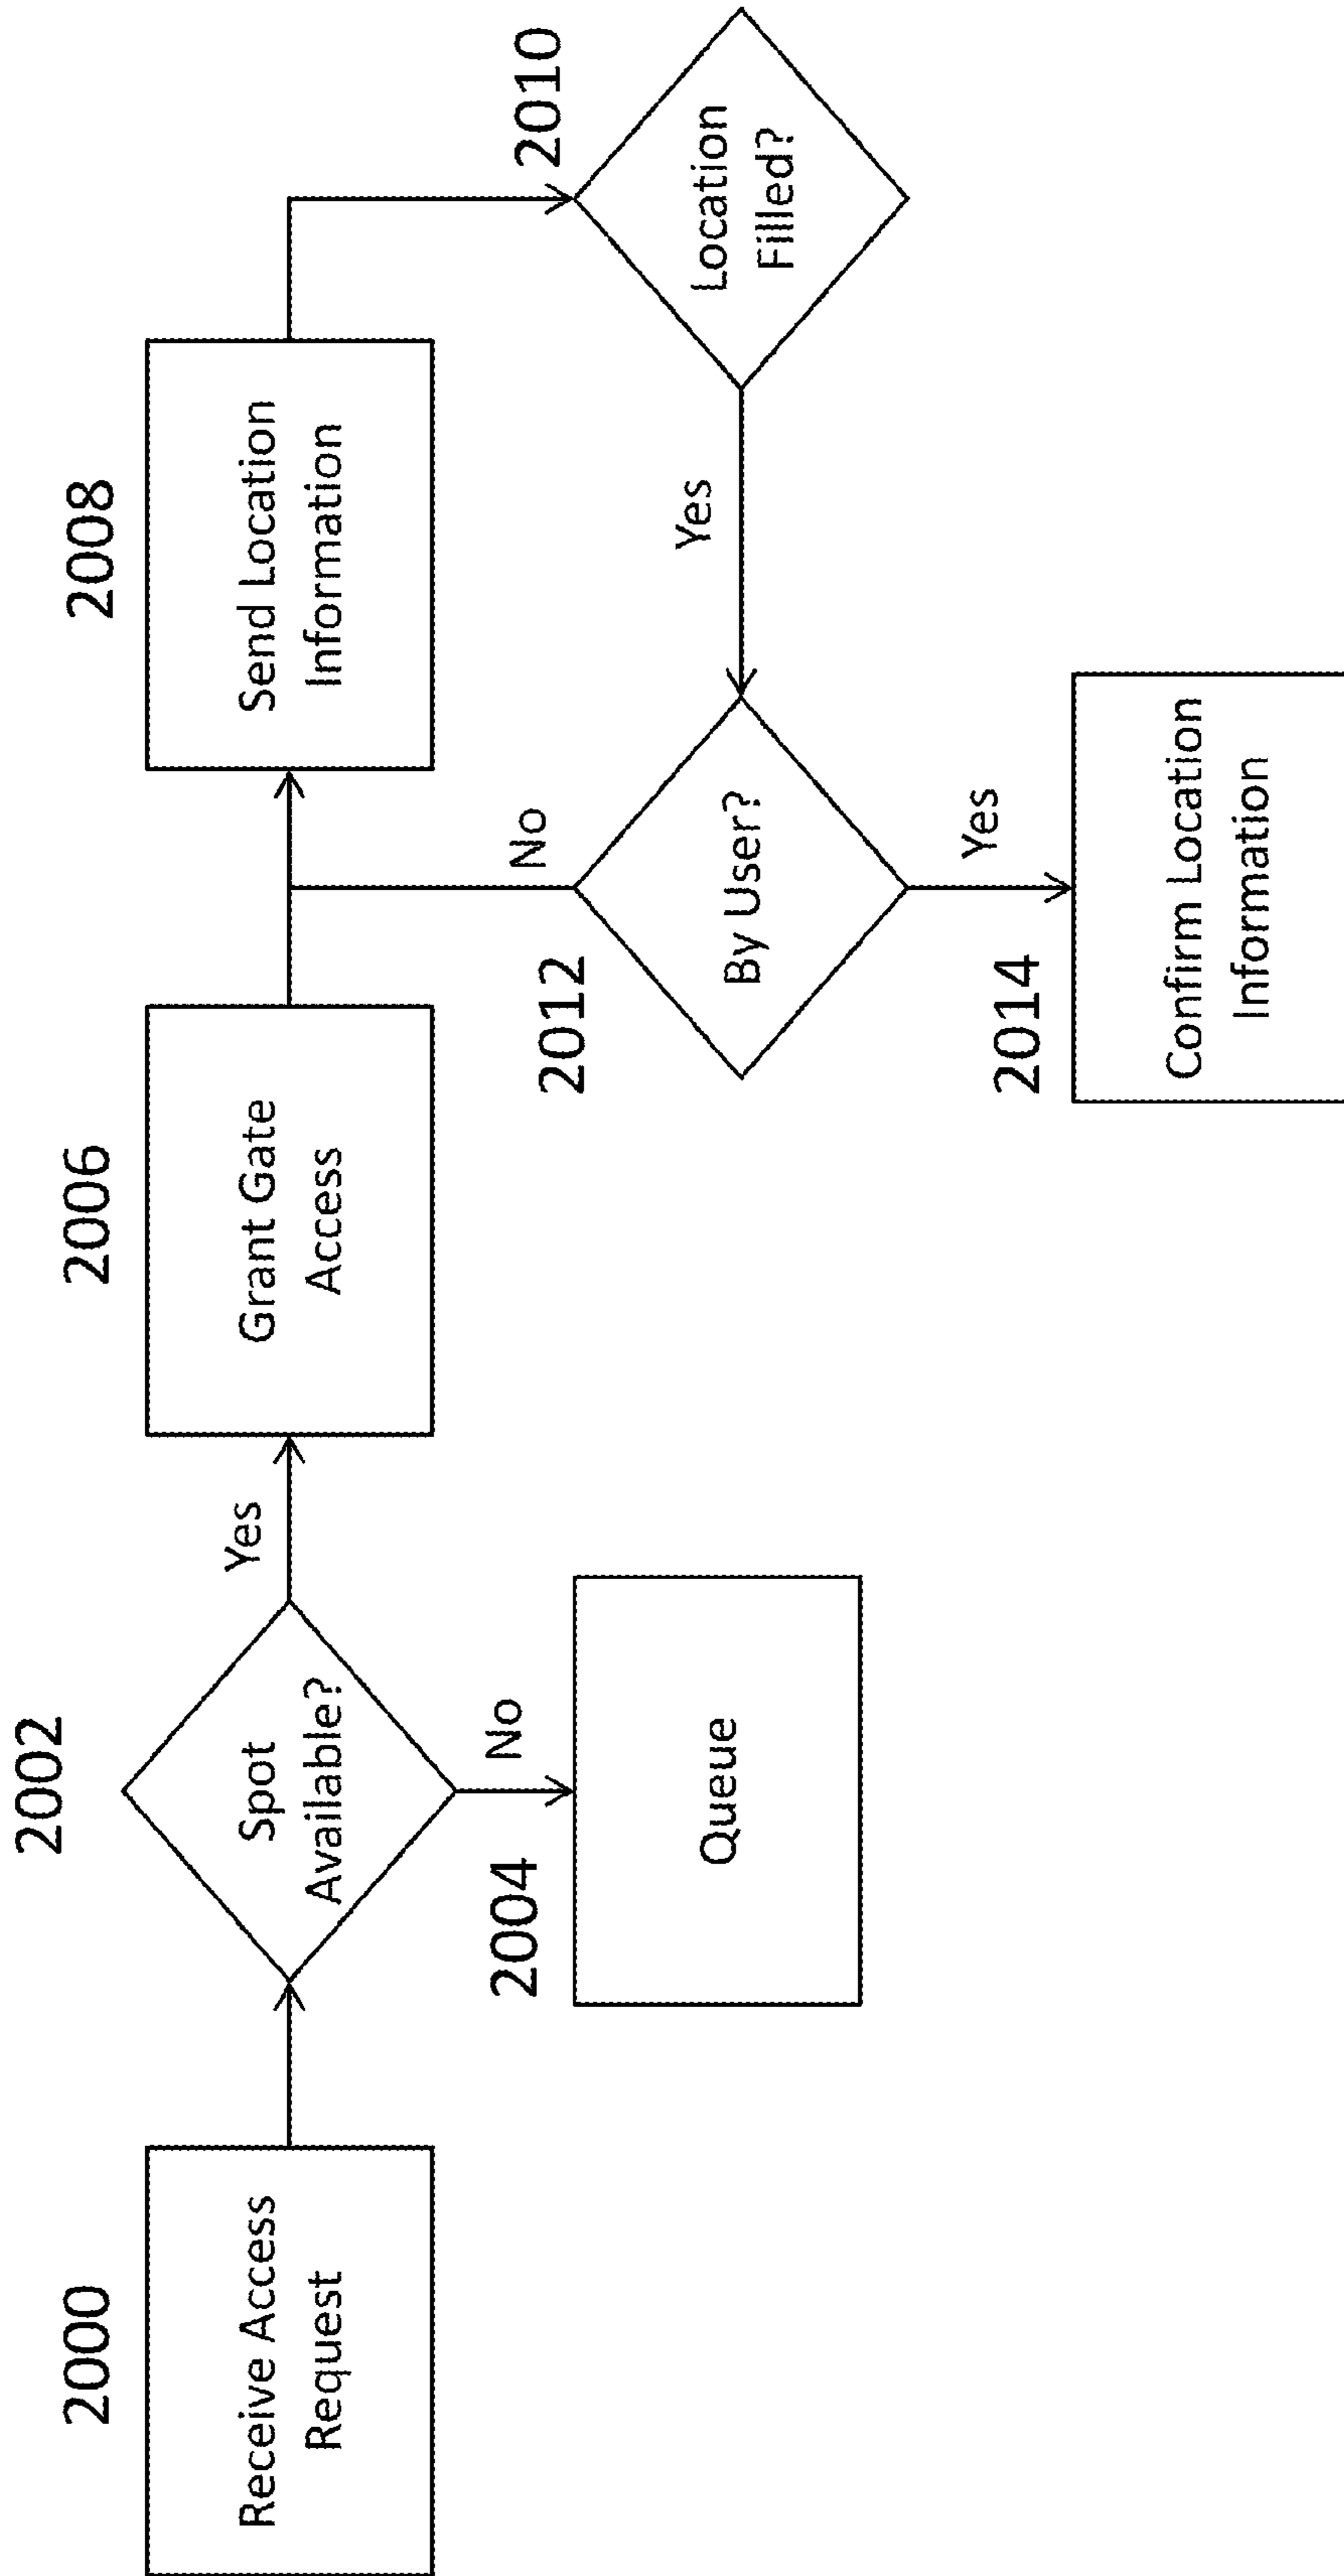 2000
Receive Access
Request
2002
Spot
Available?
Yes
No
2004
Queue
2006
Grant Gate
Access
2008
Send Location
Information
2010
Location
Filled?
Yes
2012
By User?
No
Yes
2014
Confirm Location
Information